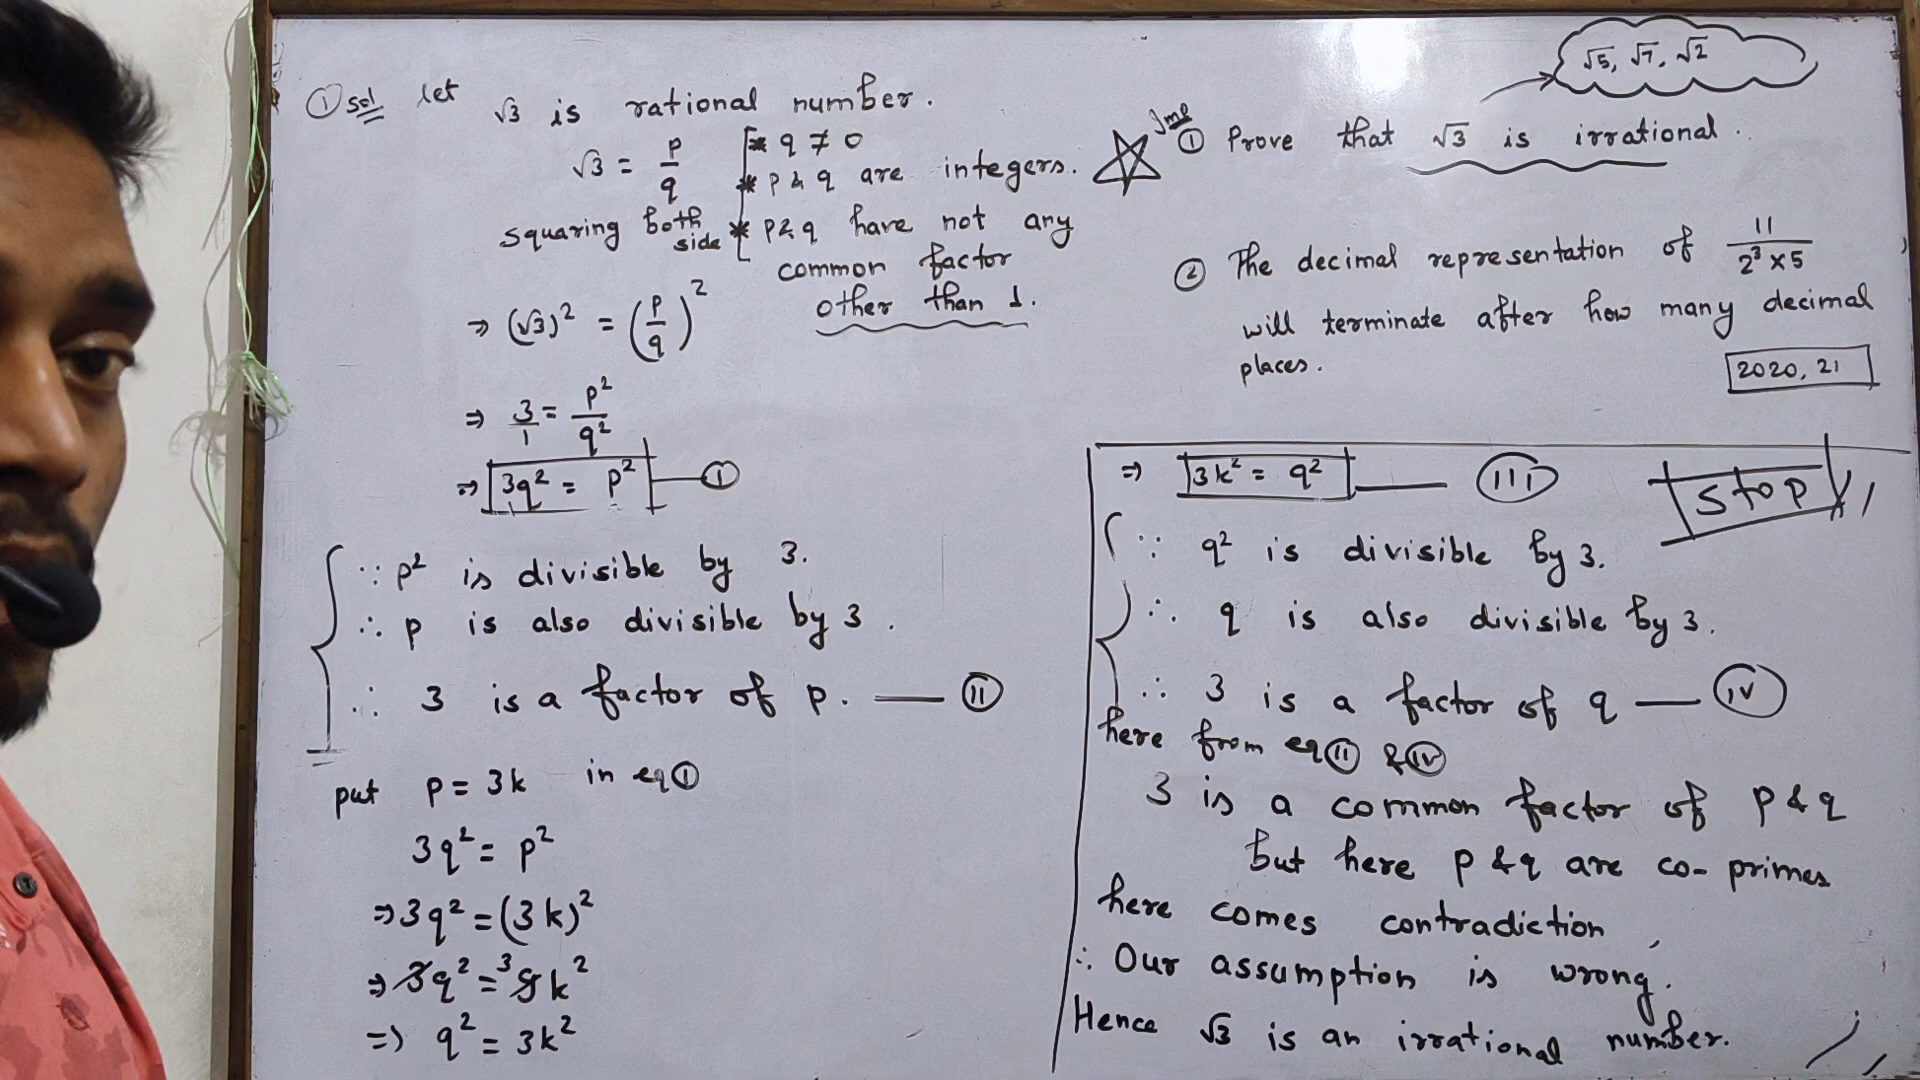 ① Sol let √3 is rational number.
√3 = p/q
* q ≠ 0
* p & q are integers.
* p & q have not any
common factor
other than 1.
squaring both
side
⇒ (√3)² = (p/q)²
⇒ 3/1 = p²/q²
⇒ 3q² = p² — ①
∵ p² is divisible by 3.
∴ p is also divisible by 3.
∴ 3 is a factor of p. — ⑪
put p = 3k in eq ①
3q² = p²
⇒ 3q² = (3k)²
⇒ 3q² = 3 9k²
⇒ q² = 3k²
√5, √7, √2
Imp
① Prove that √3 is irrational.
② The decimal representation of 11/(2³×5)
will terminate after how many decimal
places.
2020, 21
⇒ 3k² = q² — III
Stop
∵ q² is divisible by 3.
∴ q is also divisible by 3.
∴ 3 is a factor of q — IV
here from eq ⑪ & IV
3 is a common factor of p & q
but here p & q are co-primes
here comes contradiction
∴ Our assumption is wrong.
Hence √3 is an irrational number.